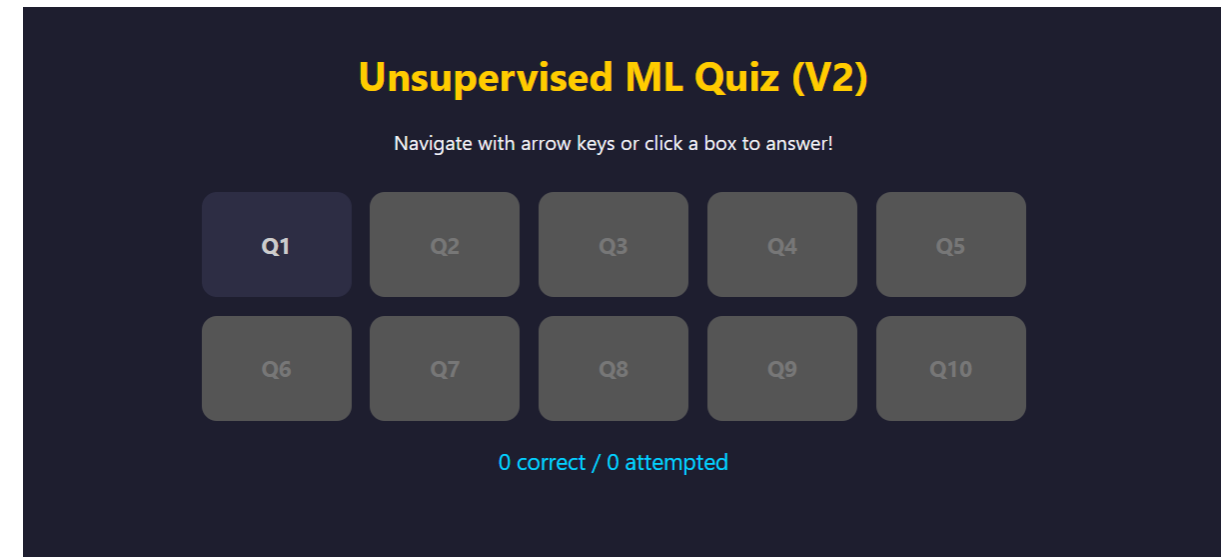 Unsupervised ML Quiz (V2)
Navigate with arrow keys or click a box to answer!
Q1 Q2 Q3 Q4 Q5
Q6 Q7 Q8 Q9 Q10
0 correct / 0 attempted